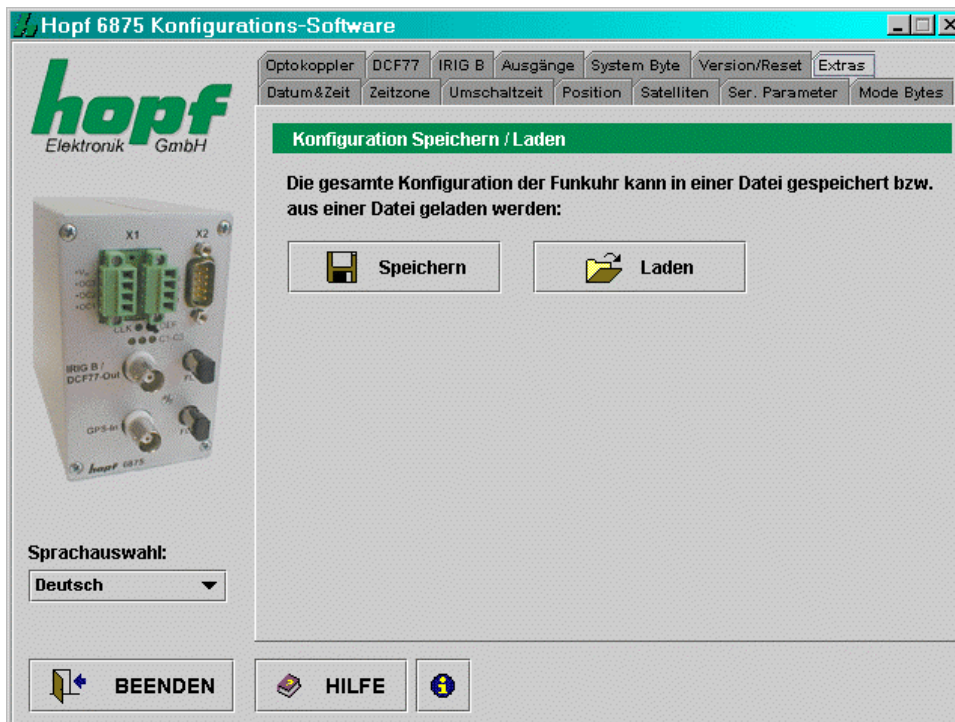 Hopf 6875 Konfigurations-Software
Optokoppler DCF77 IRIG B Ausgänge System Byte Version/Reset Extras
Datum&Zeit Zeitzone Umschaltzeit Position Satelliten Ser. Parameter Mode Bytes
hopf
Elektronik GmbH
Konfiguration Speichern / Laden
Die gesamte Konfiguration der Funkuhr kann in einer Datei gespeichert bzw.
aus einer Datei geladen werden:
Speichern Laden
X1 X2
CLK
C1-C3
IRIG B /
DCF77-Out
GPS-In
hopf 6875
Sprachauswahl:
Deutsch
BEENDEN HILFE